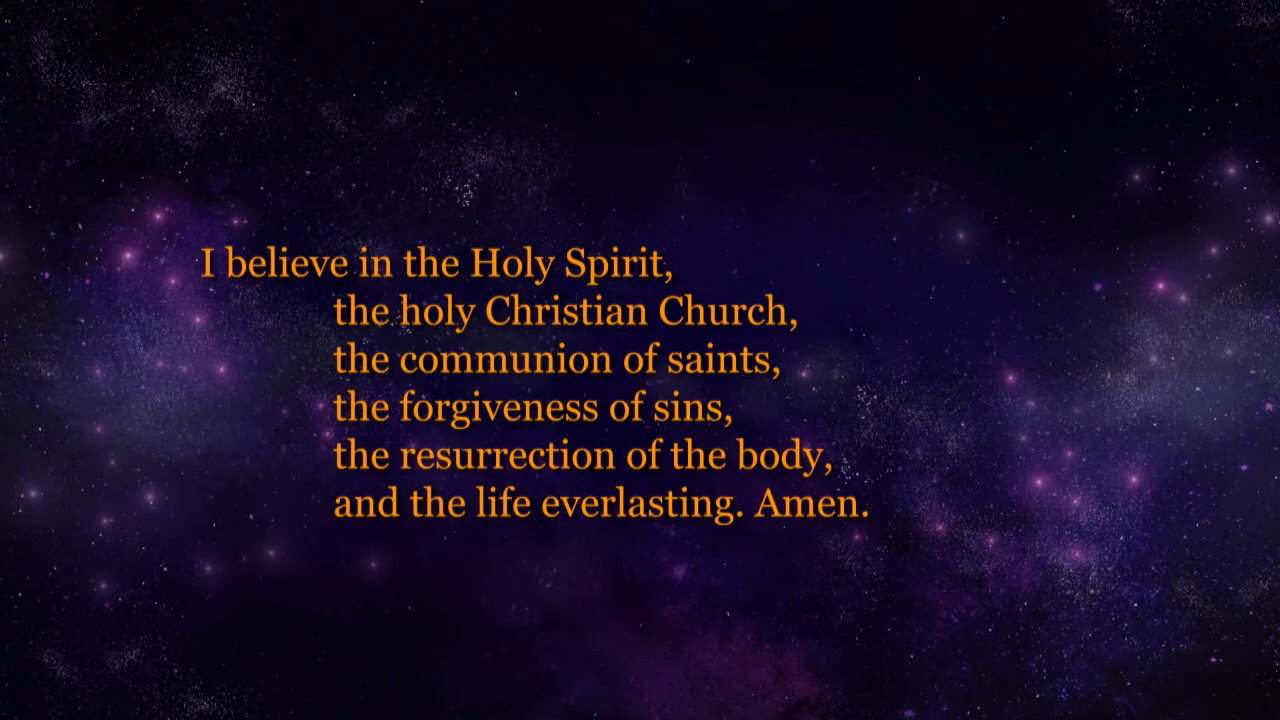 I believe in the Holy Spirit,
the holy Christian Church,
the communion of saints,
the forgiveness of sins,
the resurrection of the body,
and the life everlasting. Amen.